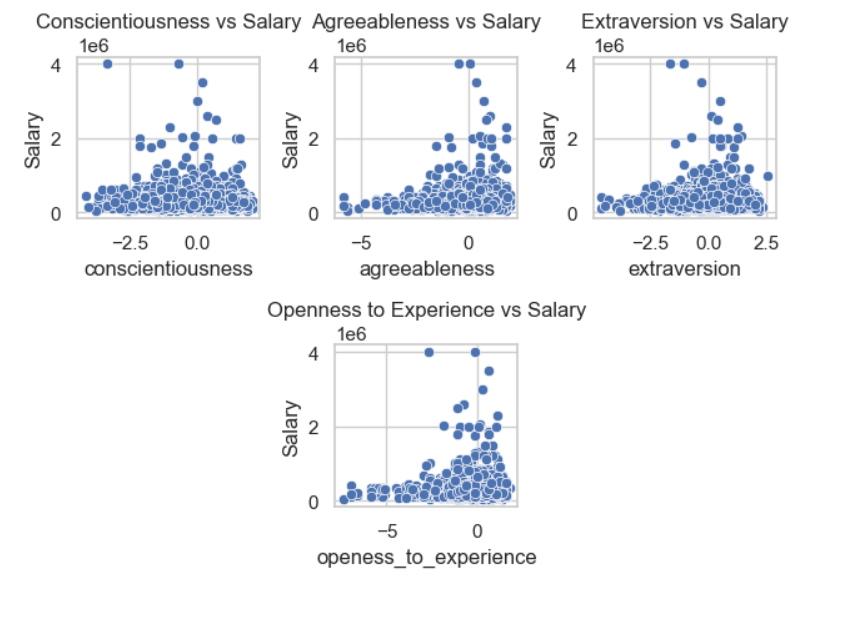 Conscientiousness vs Salary
1e6
4
2
0
Salary
−2.5 0.0
conscientiousness
Agreeableness vs Salary
1e6
4
2
0
Salary
−5 0
agreeableness
Extraversion vs Salary
1e6
4
2
0
Salary
−2.5 0.0 2.5
extraversion
Openness to Experience vs Salary
1e6
4
2
0
Salary
−5 0
openess_to_experience